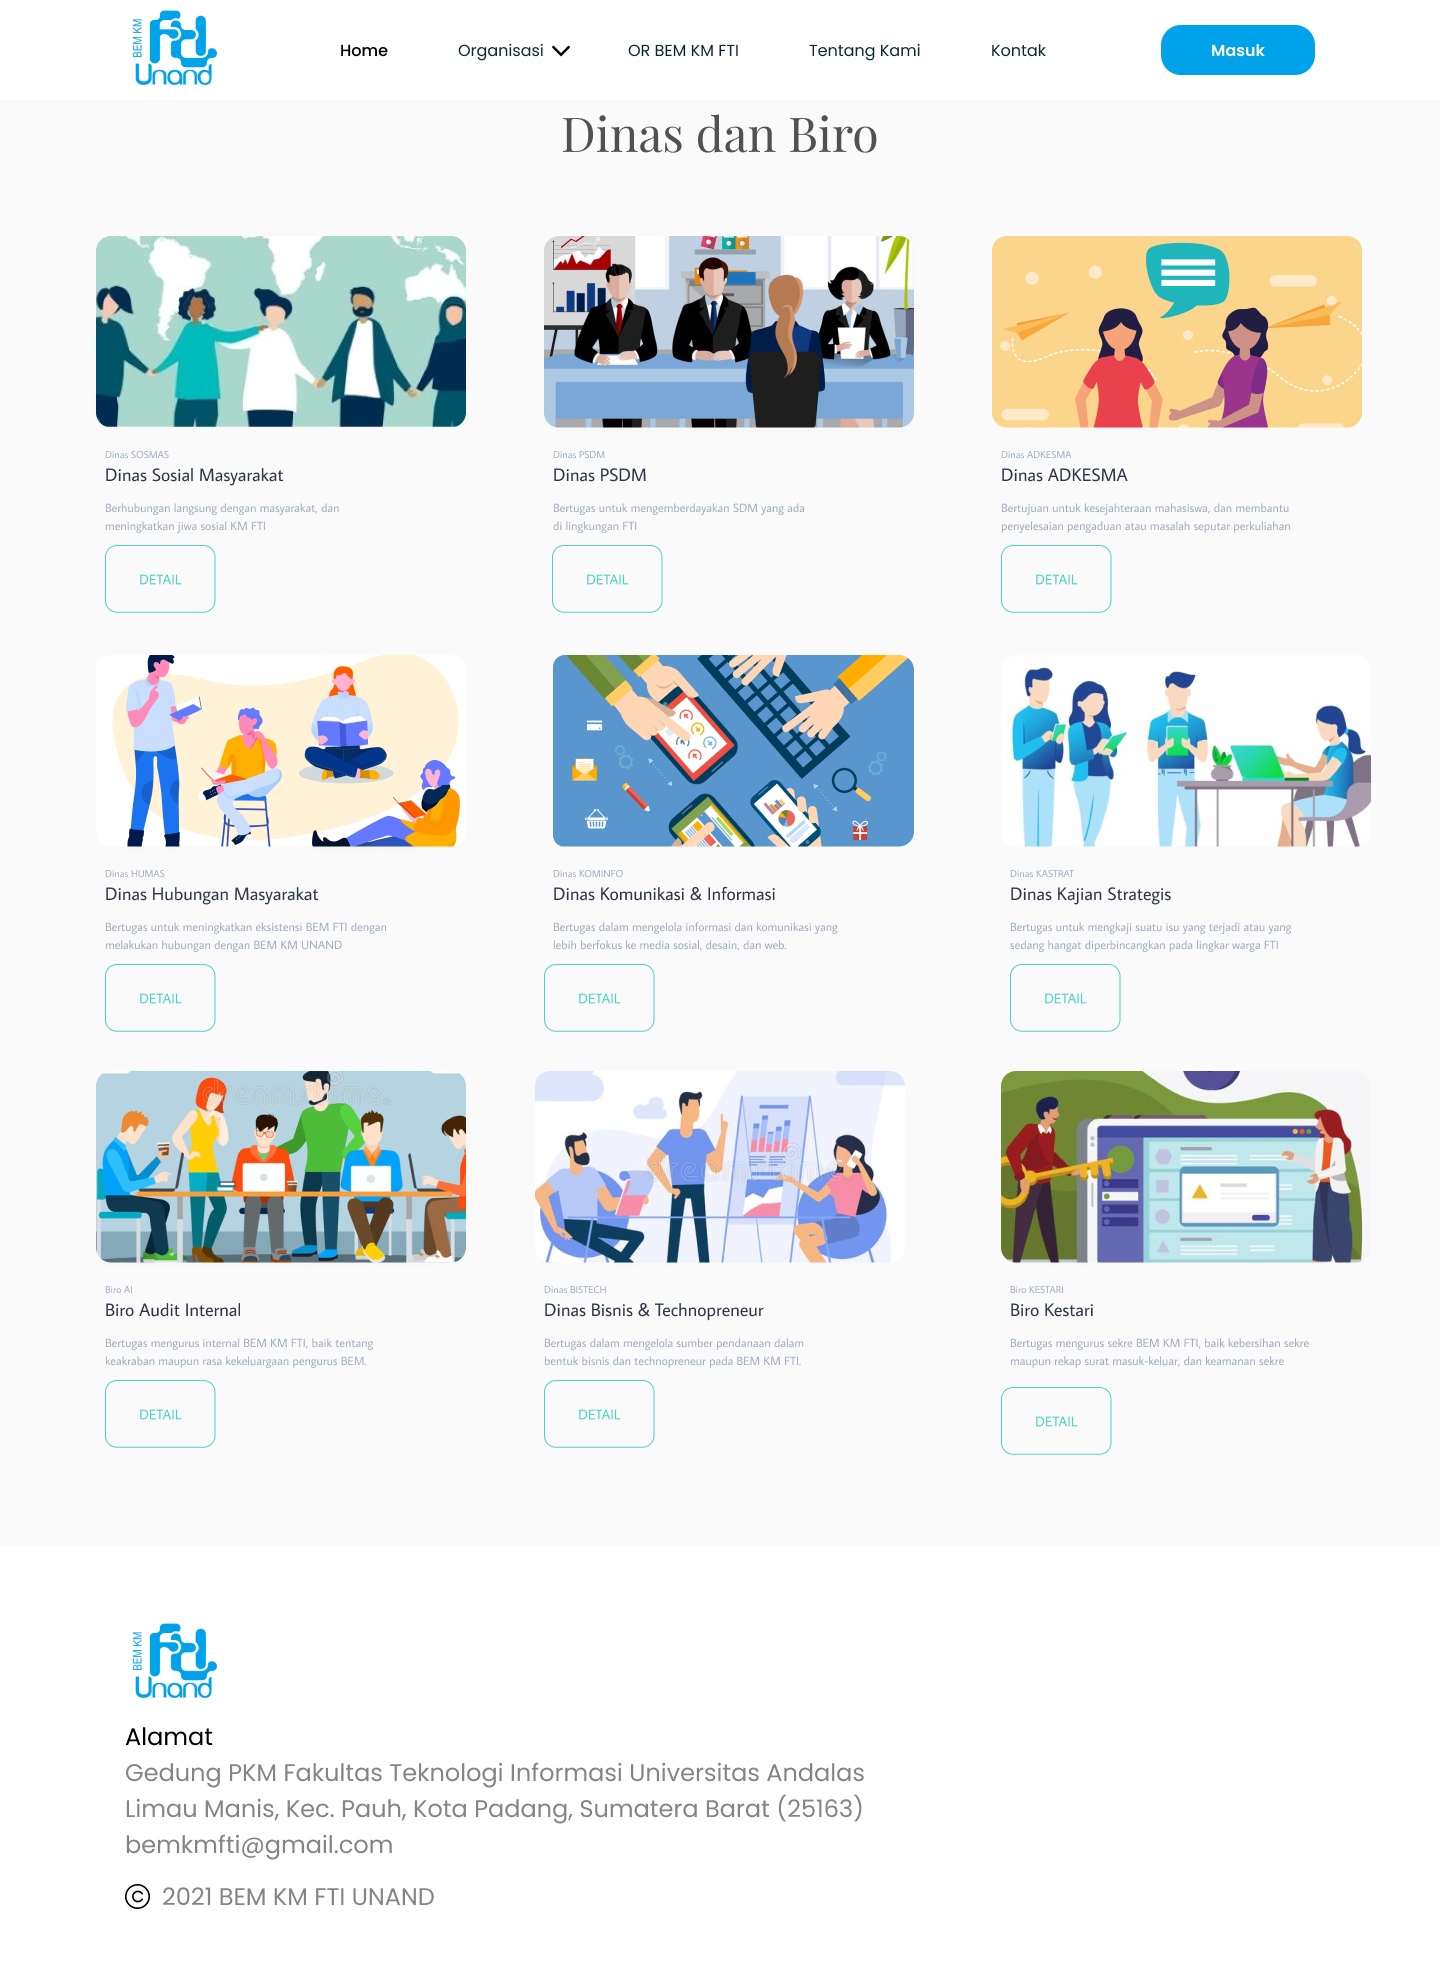 BEM KM
Fti
Unand
Home
Organisasi
OR BEM KM FTI
Tentang Kami
Kontak
Masuk
Dinas dan Biro
Dinas SOSMAS
Dinas Sosial Masyarakat
Berhubungan langsung dengan masyarakat, dan
meningkatkan jiwa sosial KM FTI
DETAIL
Dinas PSDM
Dinas PSDM
Bertugas untuk mengemberdayakan SDM yang ada
di lingkungan FTI
DETAIL
Dinas ADKESMA
Dinas ADKESMA
Bertujuan untuk kesejahteraan mahasiswa, dan membantu
penyelesaian pengaduan atau masalah seputar perkuliahan
DETAIL
Dinas HUMAS
Dinas Hubungan Masyarakat
Bertugas untuk meningkatkan eksistensi BEM FTI dengan
melakukan hubungan dengan BEM KM UNAND
DETAIL
Dinas KOMINFO
Dinas Komunikasi & Informasi
Bertugas dalam mengelola informasi dan komunikasi yang
lebih berfokus ke media sosial, desain, dan web.
DETAIL
Dinas KASTRAT
Dinas Kajian Strategis
Bertugas untuk mengkaji suatu isu yang terjadi atau yang
sedang hangat diperbincangkan pada lingkar warga FTI
DETAIL
Biro AI
Biro Audit Internal
Bertugas mengurus internal BEM KM FTI, baik tentang
keakraban maupun rasa kekeluargaan pengurus BEM.
DETAIL
Dinas BISTECH
Dinas Bisnis & Technopreneur
Bertugas dalam mengelola sumber pendanaan dalam
bentuk bisnis dan technopreneur pada BEM KM FTI.
DETAIL
Biro KESTARI
Biro Kestari
Bertugas mengurus sekre BEM KM FTI, baik kebersihan sekre
maupun rekap surat masuk-keluar, dan keamanan sekre
DETAIL
BEM KM
Fti
Unand
Alamat
Gedung PKM Fakultas Teknologi Informasi Universitas Andalas
Limau Manis, Kec. Pauh, Kota Padang, Sumatera Barat (25163)
bemkmfti@gmail.com
© 2021 BEM KM FTI UNAND